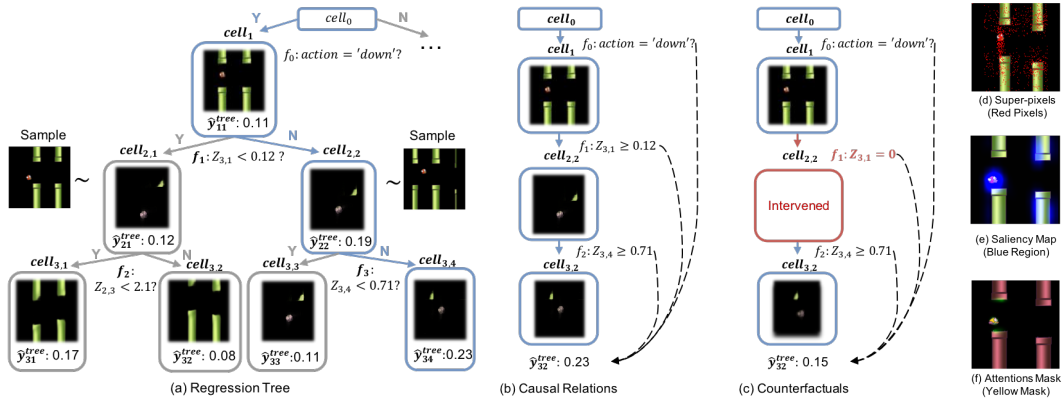 cell₀
Y
N
cell₁
f₀: action = 'down'?
...
ŷ₁₁ᵗʳᵉᵉ: 0.11
Y
N
Sample
cell₂,₁
f₁: Z₃,₁ < 0.12 ?
cell₂,₂
Sample
~
~
ŷ₂₁ᵗʳᵉᵉ: 0.12
ŷ₂₂ᵗʳᵉᵉ: 0.19
Y
N
Y
N
cell₃,₁
f₂:
Z₂,₃ < 2.1?
cell₃,₂
cell₃,₃
f₃:
Z₃,₄ < 0.71?
cell₃,₄
ŷ₃₁ᵗʳᵉᵉ: 0.17
ŷ₃₂ᵗʳᵉᵉ: 0.08
ŷ₃₃ᵗʳᵉᵉ: 0.11
ŷ₃₄ᵗʳᵉᵉ: 0.23
(a) Regression Tree
cell₀
f₀: action = 'down'?
cell₁
f₁: Z₃,₁ ≥ 0.12
cell₂,₂
f₂: Z₃,₄ ≥ 0.71
cell₃,₂
ŷ₃₂ᵗʳᵉᵉ: 0.23
(b) Causal Relations
cell₀
f₀: action = 'down'?
cell₁
cell₂,₂
f₁: Z₃,₁ = 0
Intervened
f₂: Z₃,₄ ≥ 0.71
cell₃,₂
ŷ₃₂ᵗʳᵉᵉ: 0.15
(c) Counterfactuals
(d) Super-pixels
(Red Pixels)
(e) Saliency Map
(Blue Region)
(f) Attentions Mask
(Yellow Mask)